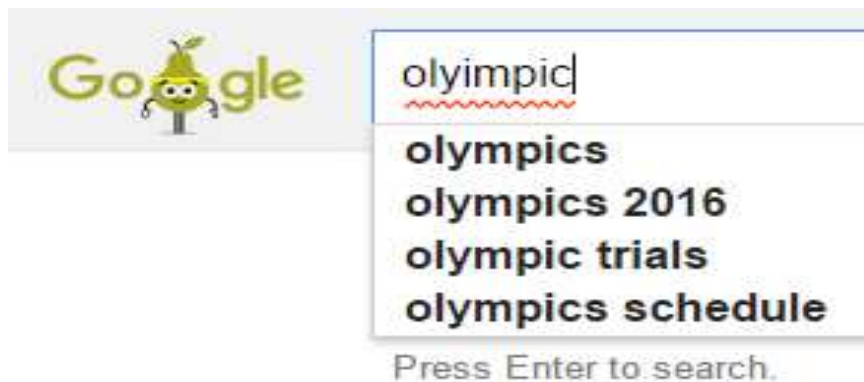 Google
olyimpic
olympics
olympics 2016
olympic trials
olympics schedule
Press Enter to search.